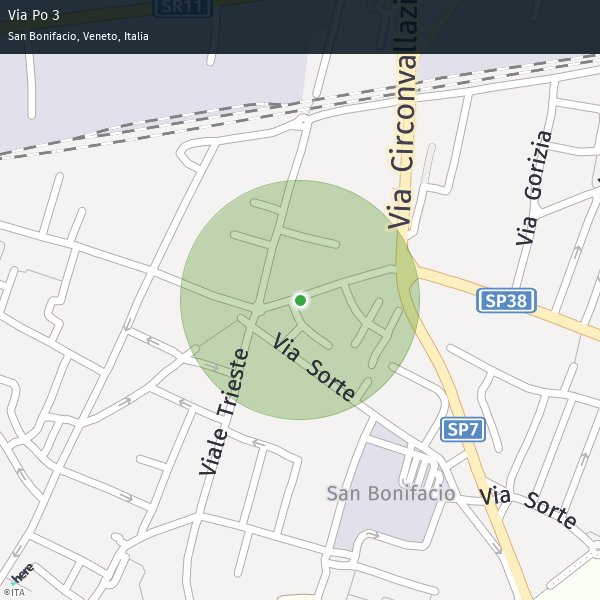 Via Po 3
San Bonifacio, Veneto, Italia
SR11
Via Circonvallazi
Via Gorizia
SP38
Via Sorte
Viale Trieste
SP7
San Bonifacio
Via Sorte
here
©ITA